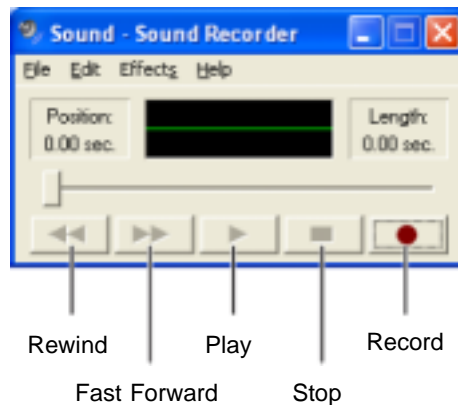 Sound - Sound Recorder
File Edit Effects Help
Position:
0.00 sec.
Length:
0.00 sec.
Rewind Play Record
Fast Forward Stop